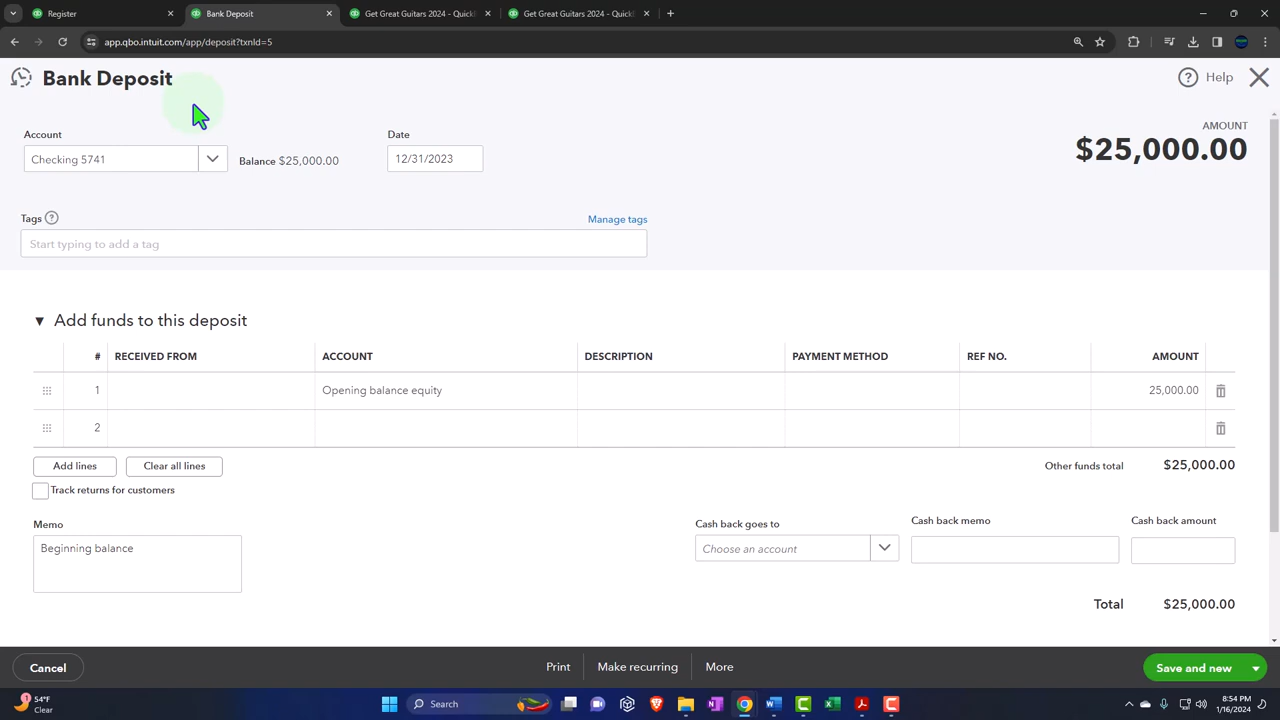 Register
Bank Deposit
Get Great Guitars 2024 - QuickB
Get Great Guitars 2024 - QuickB
app.qbo.intuit.com/app/deposit?txnId=5
Bank Deposit
Help
Account
Date
AMOUNT
Checking 5741
Balance $25,000.00
12/31/2023
$25,000.00
Tags
Manage tags
Start typing to add a tag
Add funds to this deposit
# RECEIVED FROM ACCOUNT DESCRIPTION PAYMENT METHOD REF NO. AMOUNT
1 Opening balance equity 25,000.00
2
Add lines
Clear all lines
Other funds total $25,000.00
Track returns for customers
Memo
Cash back goes to
Cash back memo
Cash back amount
Beginning balance
Choose an account
Total $25,000.00
Cancel
Print
Make recurring
More
Save and new
54°F
Clear
Search
8:54 PM
1/16/2024